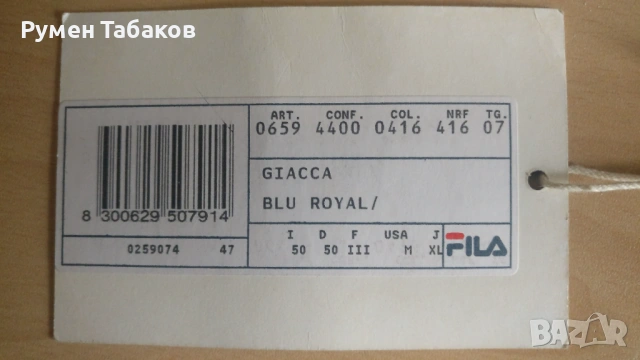 Румен Табаков
ART. CONF. COL. NRF TG.
0659 4400 0416 416 07
GIACCA
BLU ROYAL/
8 300629 507914
0259074 47
I D F USA J
50 50 III M XL
FILA
BAZAR